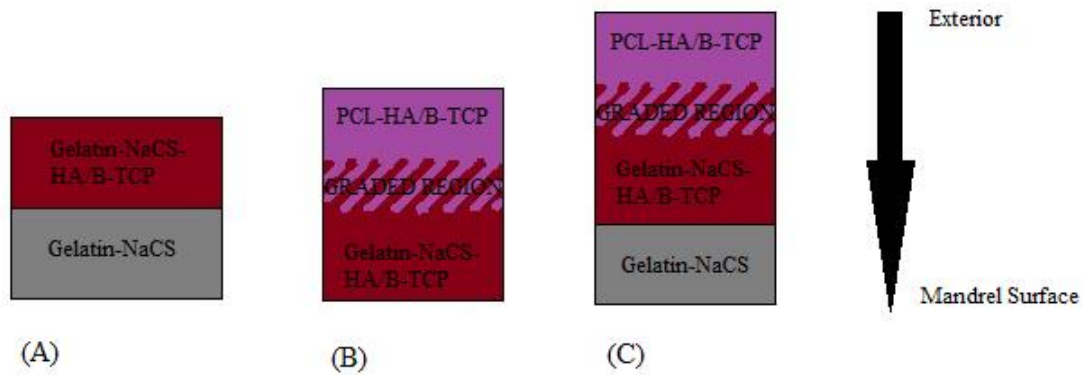 Gelatin-NaCS-
HA/B-TCP
Gelatin-NaCS
(A)
PCL-HA/B-TCP
GRADED REGION
Gelatin-NaCS-
HA/B-TCP
(B)
PCL-HA/B-TCP
GRADED REGION
Gelatin-NaCS-
HA/B-TCP
Gelatin-NaCS
(C)
Exterior
Mandrel Surface